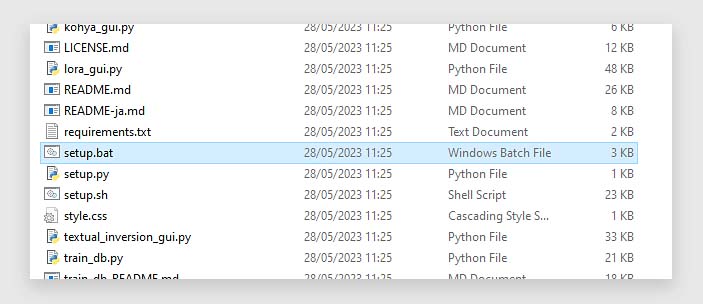 kohya_gui.py 28/05/2023 11:25 Python File 6 KB
LICENSE.md 28/05/2023 11:25 MD Document 12 KB
lora_gui.py 28/05/2023 11:25 Python File 48 KB
README.md 28/05/2023 11:25 MD Document 26 KB
README-ja.md 28/05/2023 11:25 MD Document 8 KB
requirements.txt 28/05/2023 11:25 Text Document 2 KB
setup.bat 28/05/2023 11:25 Windows Batch File 3 KB
setup.py 28/05/2023 11:25 Python File 1 KB
setup.sh 28/05/2023 11:25 Shell Script 23 KB
style.css 28/05/2023 11:25 Cascading Style S... 1 KB
textual_inversion_gui.py 28/05/2023 11:25 Python File 33 KB
train_db.py 28/05/2023 11:25 Python File 21 KB
train_db_README.md 28/05/2023 11:25 MD Document 18 KB